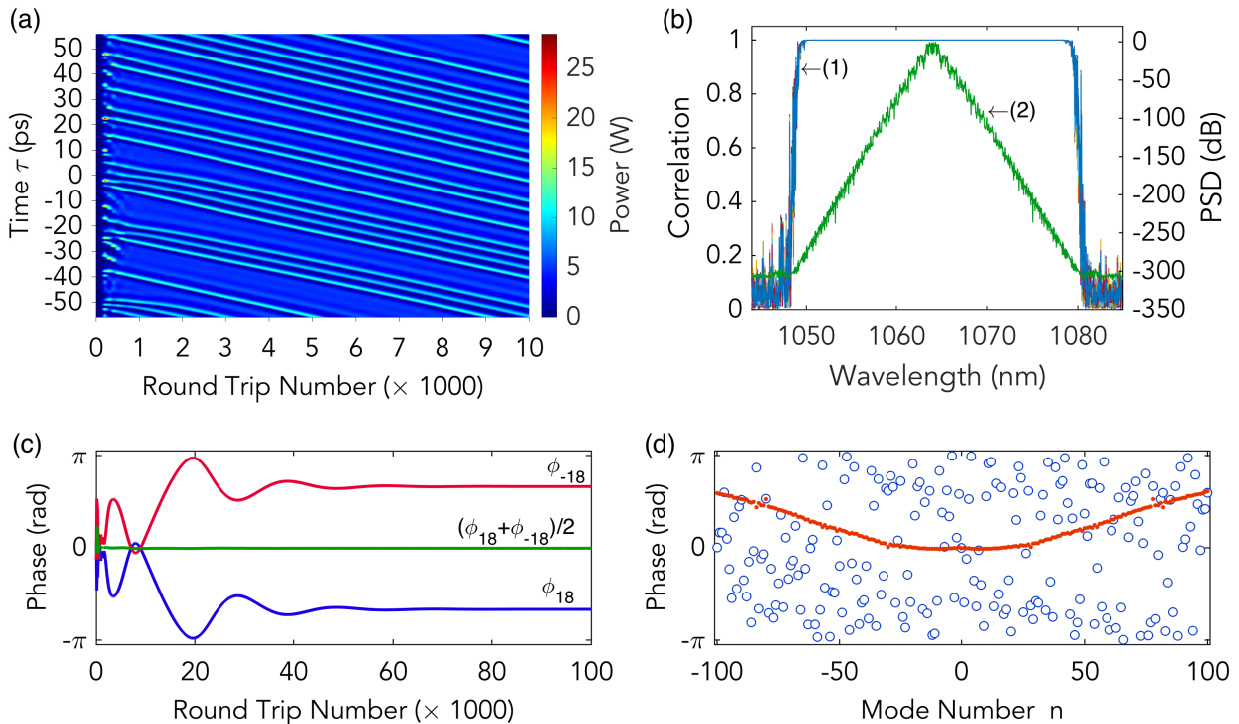 (a)
50
40
30
20
10
0
-10
-20
-30
-40
-50
Time τ (ps)
0 1 2 3 4 5 6 7 8 9 10
Round Trip Number (× 1000)
25
20
15
10
5
0
Power (W)
(b)
1
0.8
0.6
0.4
0.2
0
Correlation
←(1)
←(2)
0
-50
-100
-150
-200
-250
-300
-350
PSD (dB)
1050 1060 1070 1080
Wavelength (nm)
(c)
π
0
-π
Phase (rad)
ϕ-18
(ϕ18+ϕ-18)/2
ϕ18
0 20 40 60 80 100
Round Trip Number (× 1000)
(d)
π
0
-π
Phase (rad)
-100 -50 0 50 100
Mode Number n